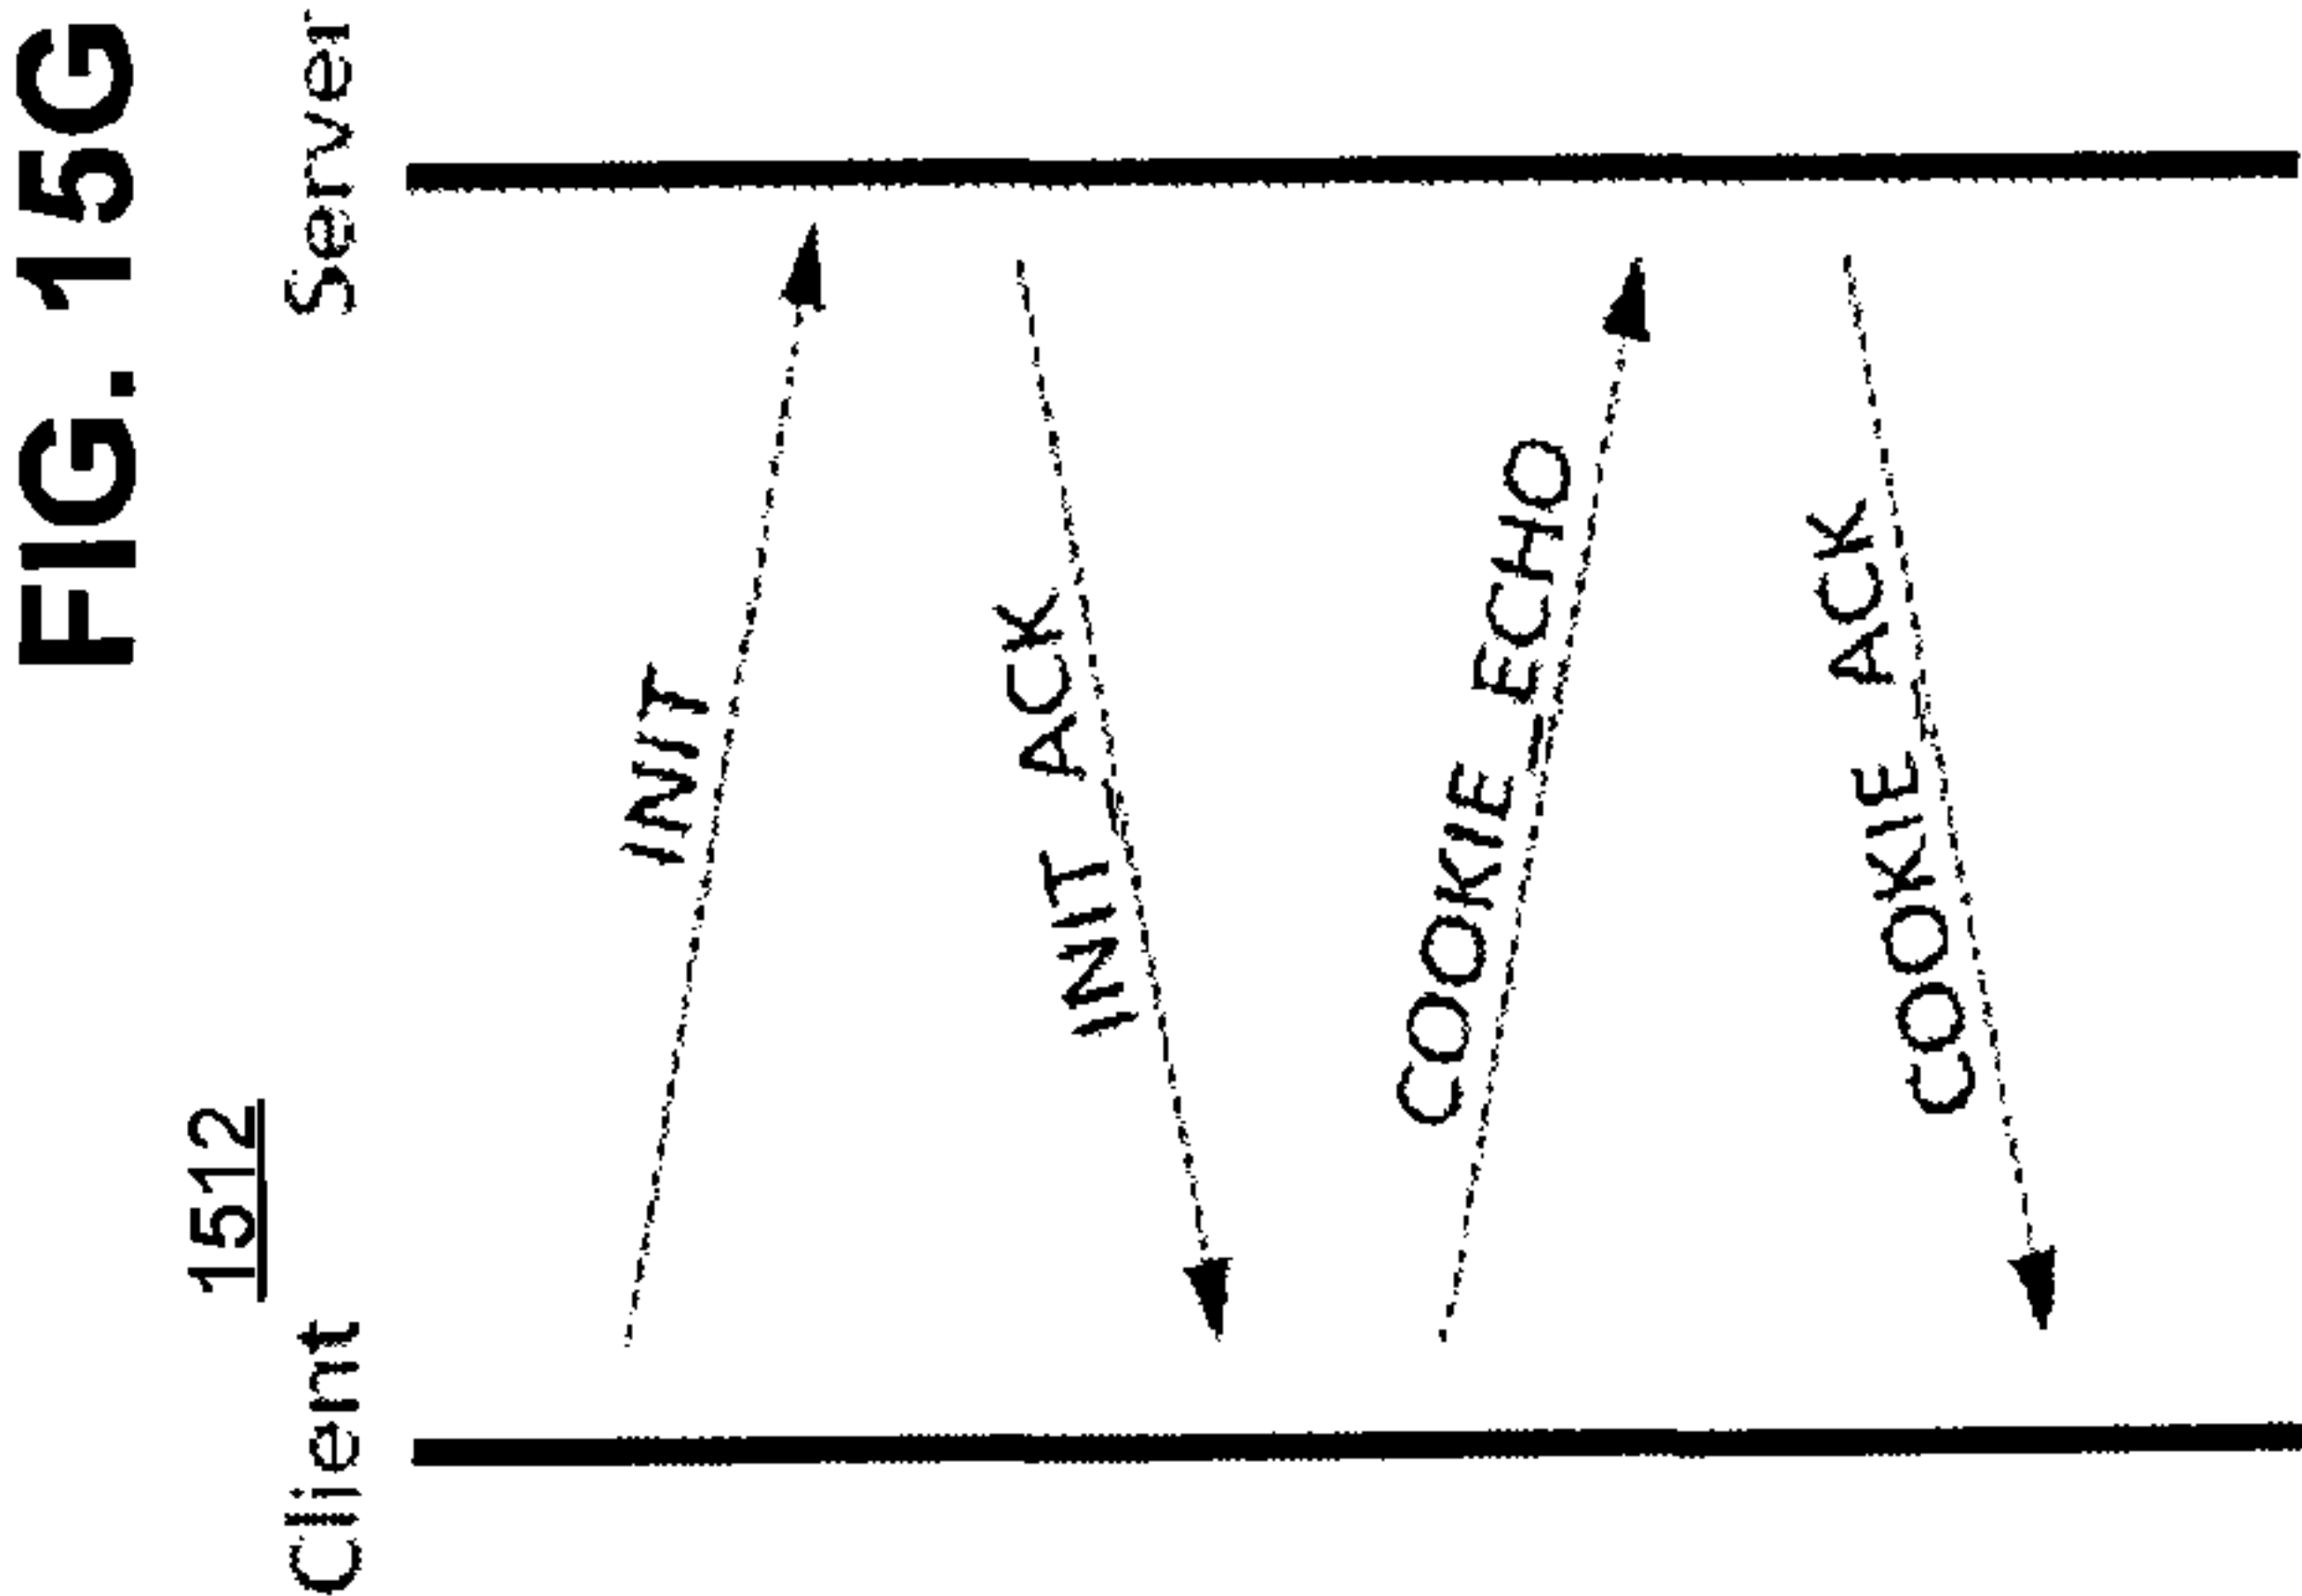 FIG. 15G
1512
Client
Server
INIT
INIT_ACK
COOKIE_ECHO
COOKIE_ACK